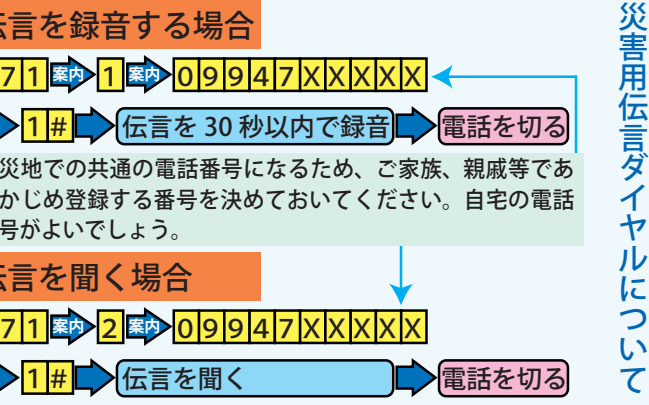 災害用伝言ダイヤルについて
伝言を録音する場合
71 案内 1 案内 09947XXXXX
1# 伝言を 30 秒以内で録音 電話を切る
災地での共通の電話番号になるため、ご家族、親戚等であ
かじめ登録する番号を決めておいてください。自宅の電話
号がよいでしょう。
伝言を聞く場合
71 案内 2 案内 09947XXXXX
1# 伝言を聞く 電話を切る